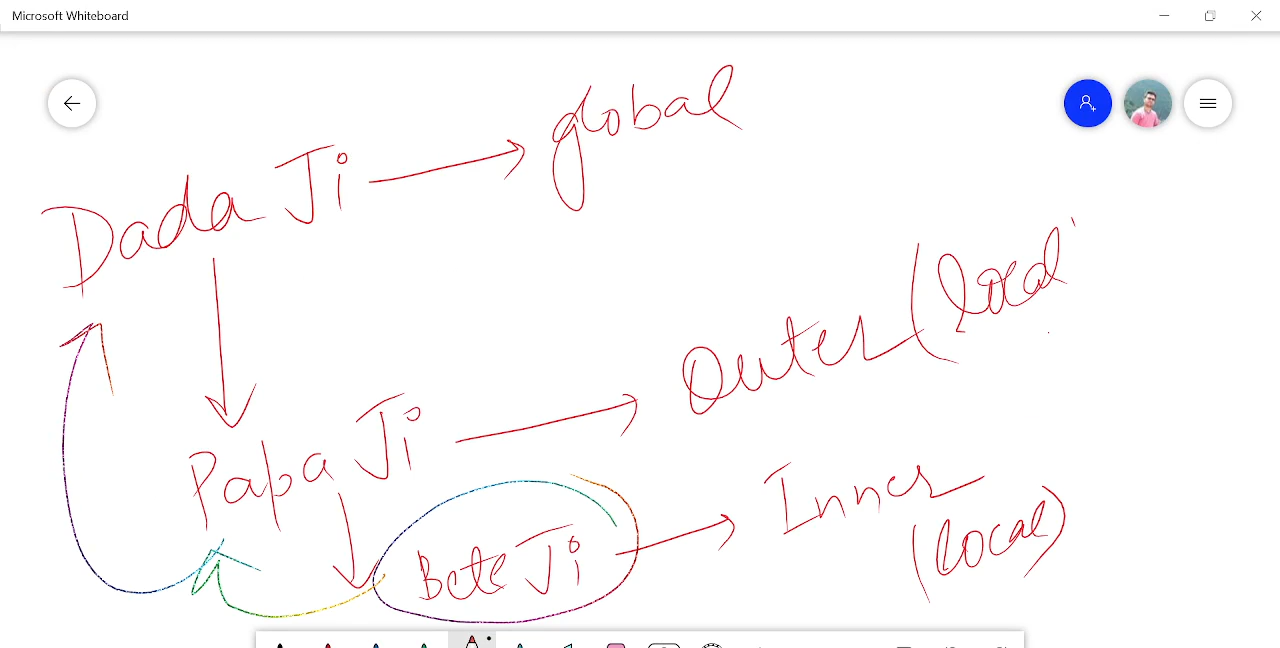 Microsoft Whiteboard
Dada Ji → global
Papa Ji → Outer (local
Bete Ji → Inner
(local)